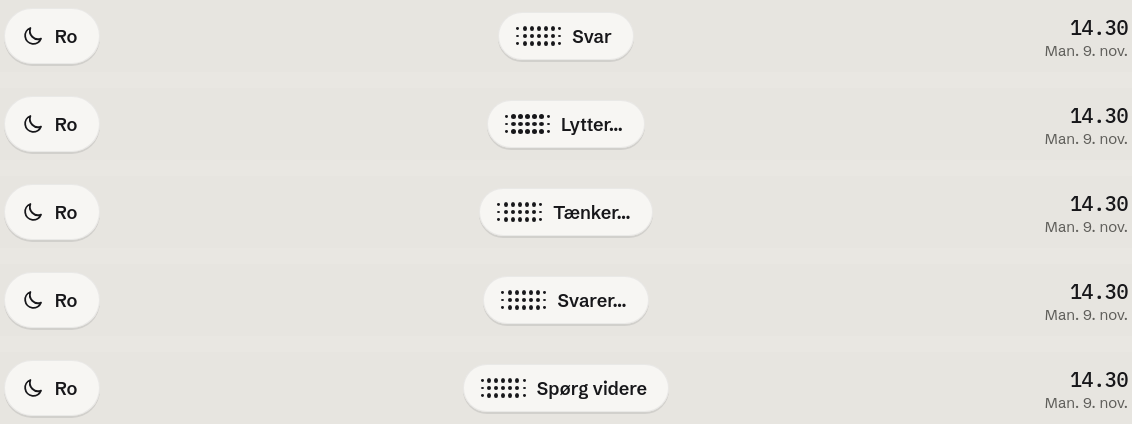 Ro Svar 14.30
Man. 9. nov.
Ro Lytter... 14.30
Man. 9. nov.
Ro Tænker... 14.30
Man. 9. nov.
Ro Svarer... 14.30
Man. 9. nov.
Ro Spørg videre 14.30
Man. 9. nov.